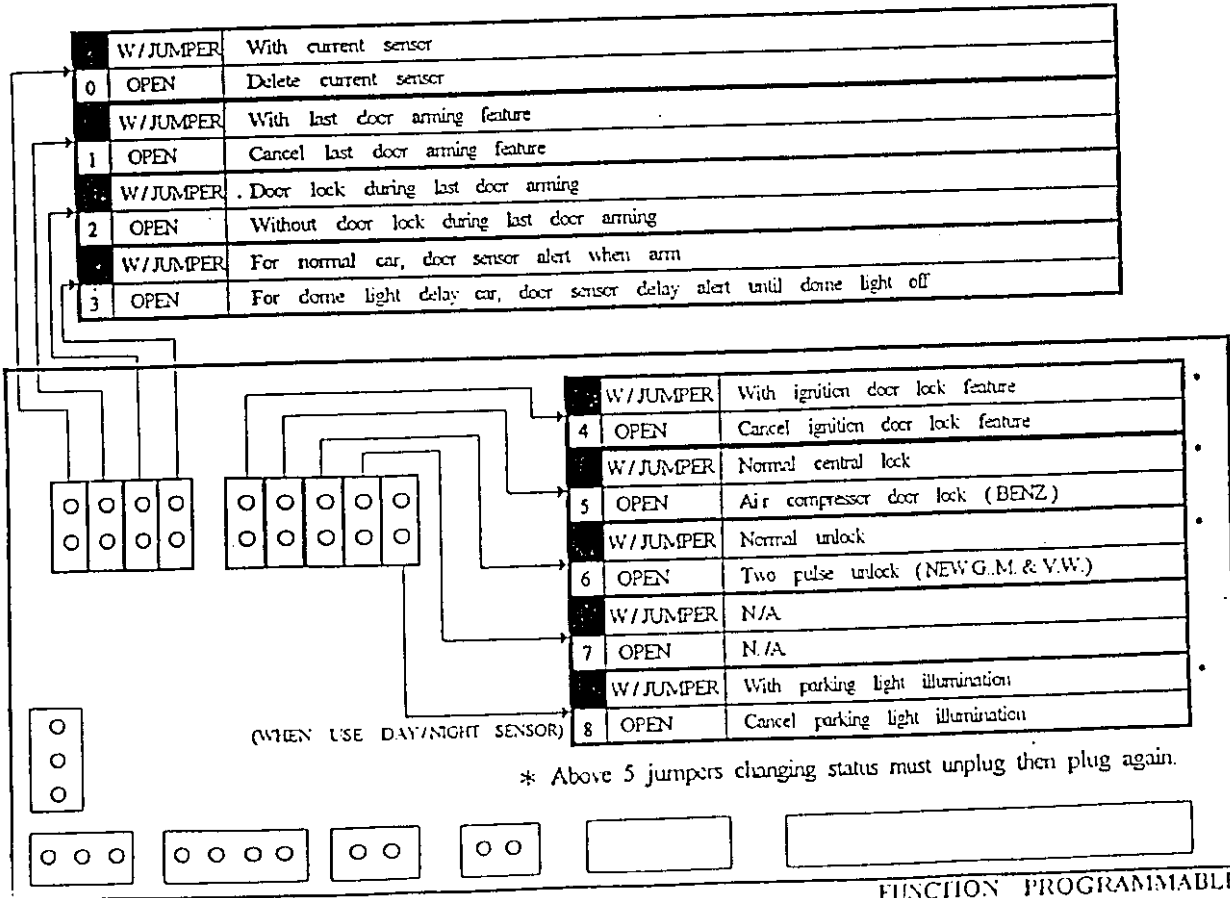 W/JUMPER With current sensor
0 OPEN Delete current sensor
W/JUMPER With last door arming feature
1 OPEN Cancel last door arming feature
W/JUMPER . Door lock during last door arming
2 OPEN Without door lock during last door arming
W/JUMPER For normal car, door sensor alert when arm
3 OPEN For dome light delay car, door sensor delay alert until dome light off
W/JUMPER With ignition door lock feature
4 OPEN Cancel ignition door lock feature
W/JUMPER Normal central lock
5 OPEN Air compressor door lock (BENZ)
W/JUMPER Normal unlock
6 OPEN Two pulse unlock (NEW G.M. & V.W.)
W/JUMPER N/A
7 OPEN N/A
W/JUMPER With parking light illumination
(WHEN USE DAY/NIGHT SENSOR) 8 OPEN Cancel parking light illumination
* Above 5 jumpers changing status must unplug then plug again.
FUNCTION PROGRAMMABLE